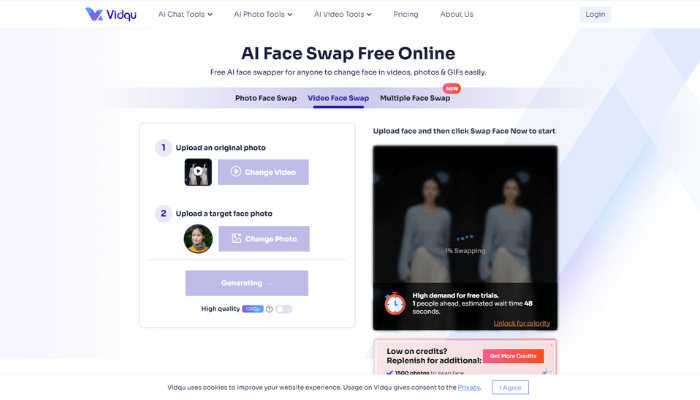 Vidqu
AI Chat Tools
AI Photo Tools
AI Video Tools
Pricing
About Us
Login
AI Face Swap Free Online
Free AI face swapper for anyone to change face in videos, photos & GIFs easily.
NEW
Photo Face Swap
Video Face Swap
Multiple Face Swap
1 Upload an original photo
Change Video
2 Upload a target face photo
Change Photo
Generating ...
High quality 1080p
Upload face and then click Swap Face Now to start
1% Swapping
High demand for free trials.
1 people ahead, estimated wait time 48
seconds.
Unlock for priority
Low on credits?
Replenish for additional:
Get More Credits
1600 photos to swap face
Vidqu uses cookies to improve your website experience. Usage on Vidqu gives consent to the Privacy.
I Agree